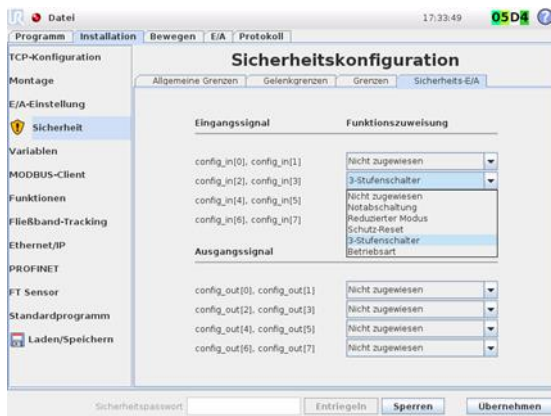 Datei 17:33:49 05D4 ?
Programm Installation Bewegen E/A Protokoll
TCP-Konfiguration
Montage
E/A-Einstellung
Sicherheit
Variablen
MODBUS-Client
Funktionen
Fließband-Tracking
Ethernet/IP
PROFINET
FT Sensor
Standardprogramm
Laden/Speichern
Sicherheitskonfiguration
Allgemeine Grenzen Gelenkgrenzen Grenzen Sicherheits-E/A
Eingangssignal Funktionszuweisung
config_in[0], config_in[1] Nicht zugewiesen
config_in[2], config_in[3] 3-Stufenschalter
config_in[4], config_in[5]
config_in[6], config_in[7]
Nicht zugewiesen
Notabschaltung
Reduzierter Modus
Schutz-Reset
3-Stufenschalter
Betriebsart
Ausgangssignal
config_out[0], config_out[1] Nicht zugewiesen
config_out[2], config_out[3] Nicht zugewiesen
config_out[4], config_out[5] Nicht zugewiesen
config_out[6], config_out[7] Nicht zugewiesen
Sicherheitspasswort Entriegeln Sperren Übernehmen